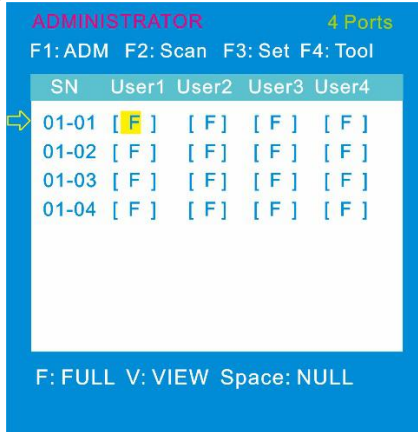 ADMINISTRATOR 4 Ports
F1: ADM F2: Scan F3: Set F4: Tool
SN User1 User2 User3 User4
01-01 [ F ] [ F ] [ F ] [ F ]
01-02 [ F ] [ F ] [ F ] [ F ]
01-03 [ F ] [ F ] [ F ] [ F ]
01-04 [ F ] [ F ] [ F ] [ F ]
F: FULL V: VIEW Space: NULL